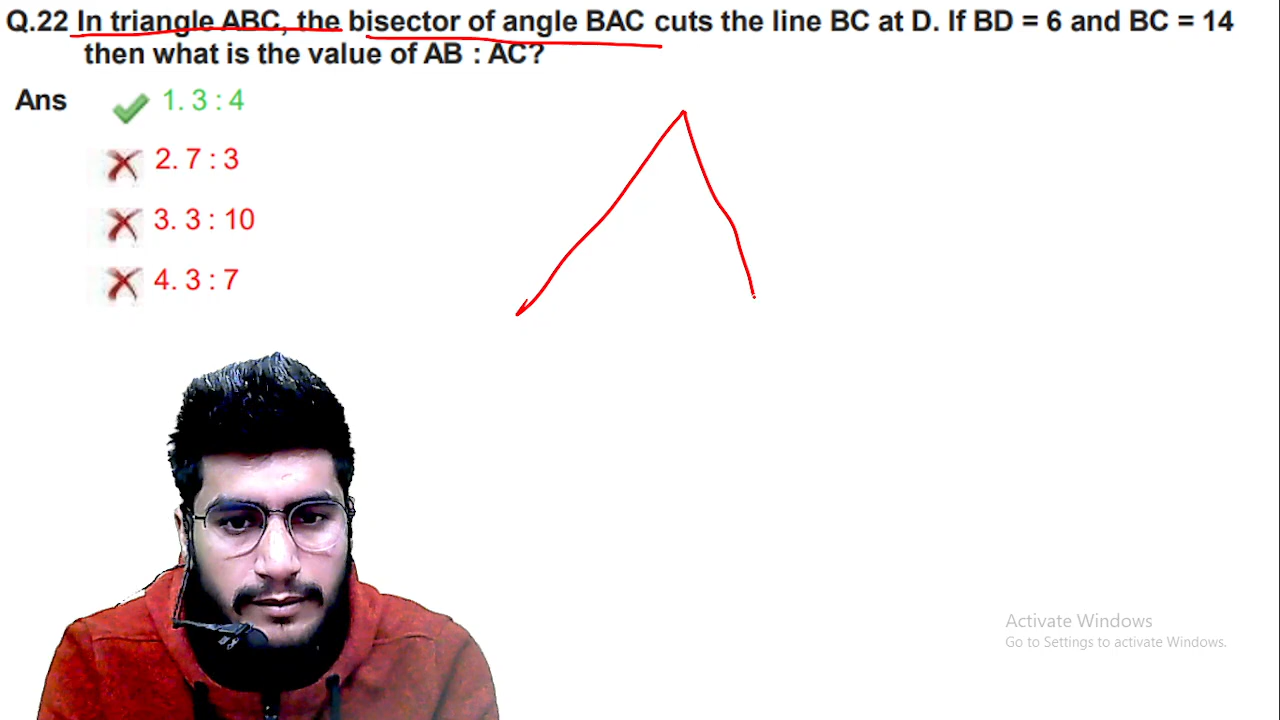 Q.22 In triangle ABC, the bisector of angle BAC cuts the line BC at D. If BD = 6 and BC = 14
then what is the value of AB : AC?
Ans 1. 3 : 4
2. 7 : 3
3. 3 : 10
4. 3 : 7
Activate Windows
Go to Settings to activate Windows.